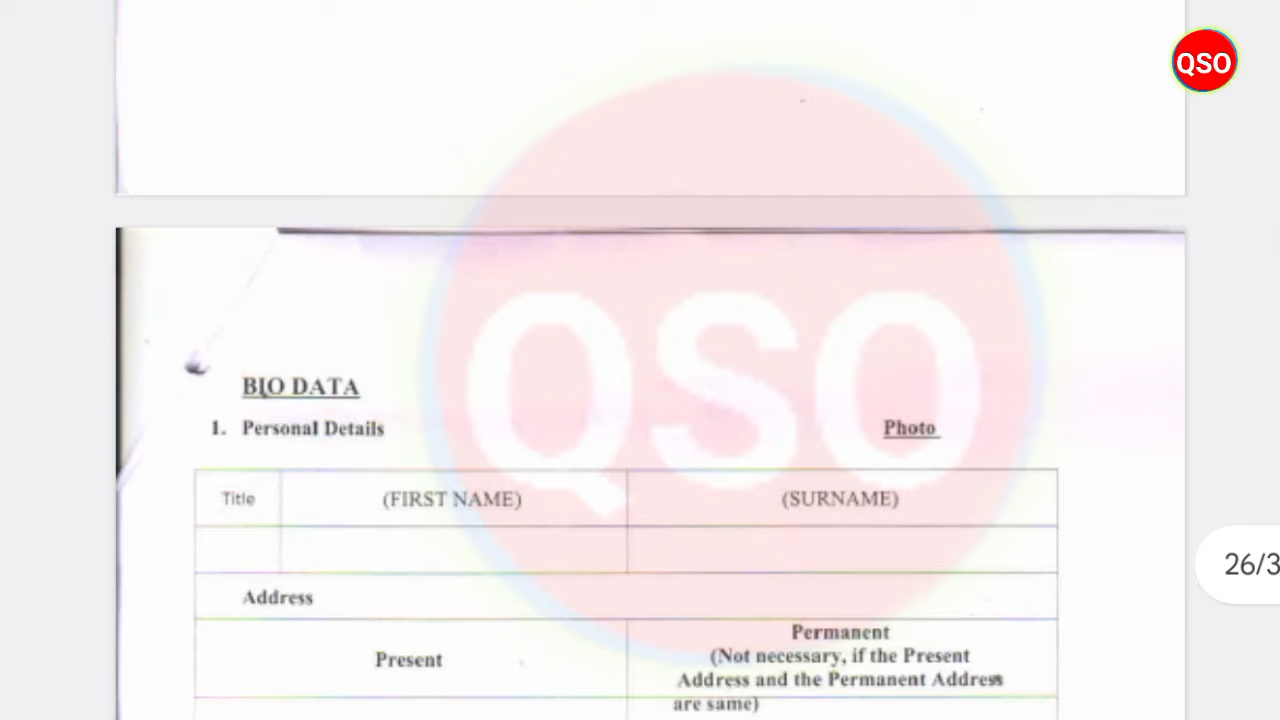 QSO
QSO
BIO DATA
1. Personal Details
Photo
Title
(FIRST NAME)
(SURNAME)
Address
Present
Permanent
(Not necessary, if the Present
Address and the Permanent Address
are same)
26/3